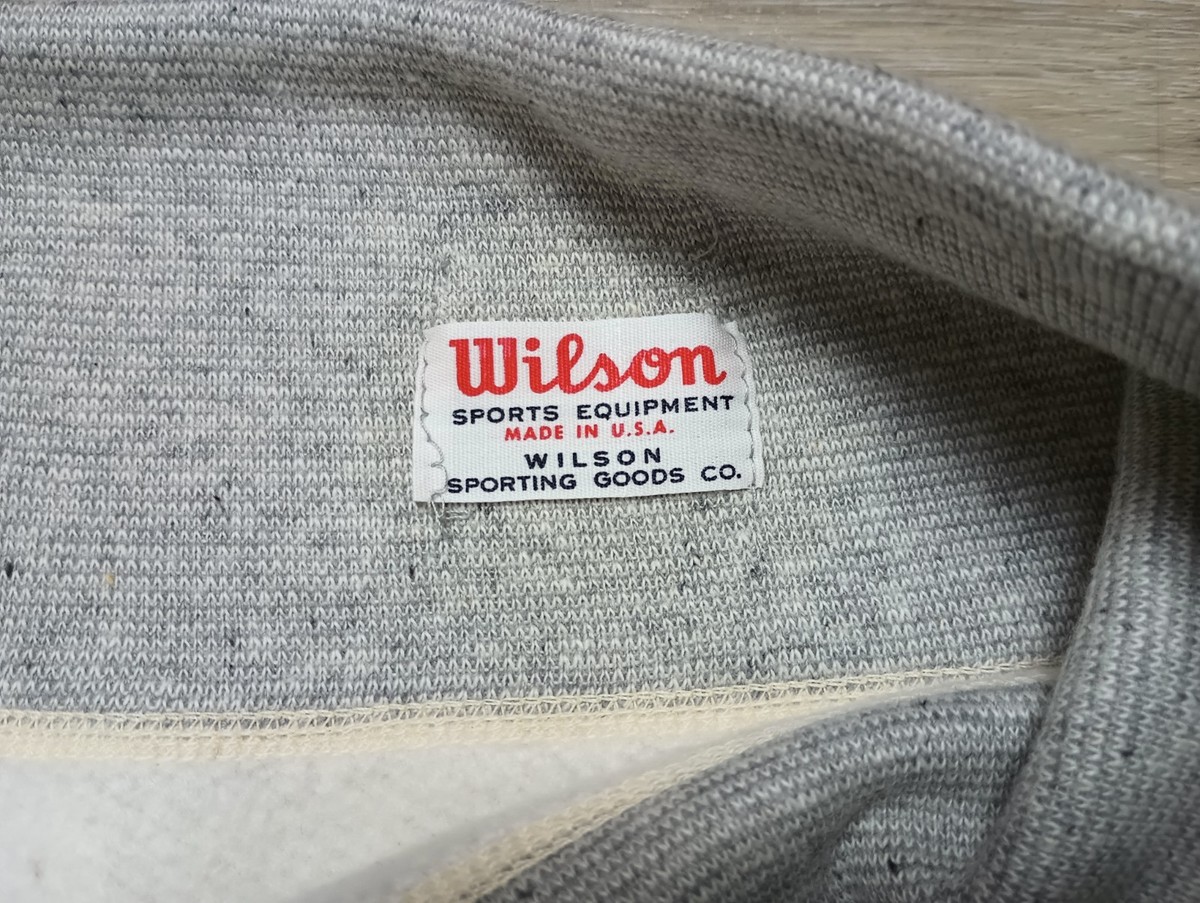 Wilson
SPORTS EQUIPMENT
MADE IN U.S.A.
WILSON
SPORTING GOODS CO.